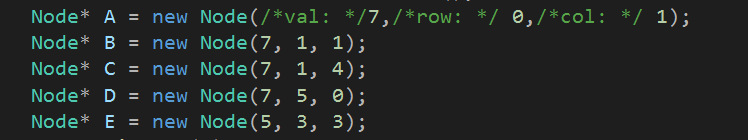 Node* A = new Node(/*val: */7,/*row: */ 0,/*col: */ 1);
Node* B = new Node(7, 1, 1);
Node* C = new Node(7, 1, 4);
Node* D = new Node(7, 5, 0);
Node* E = new Node(5, 3, 3);